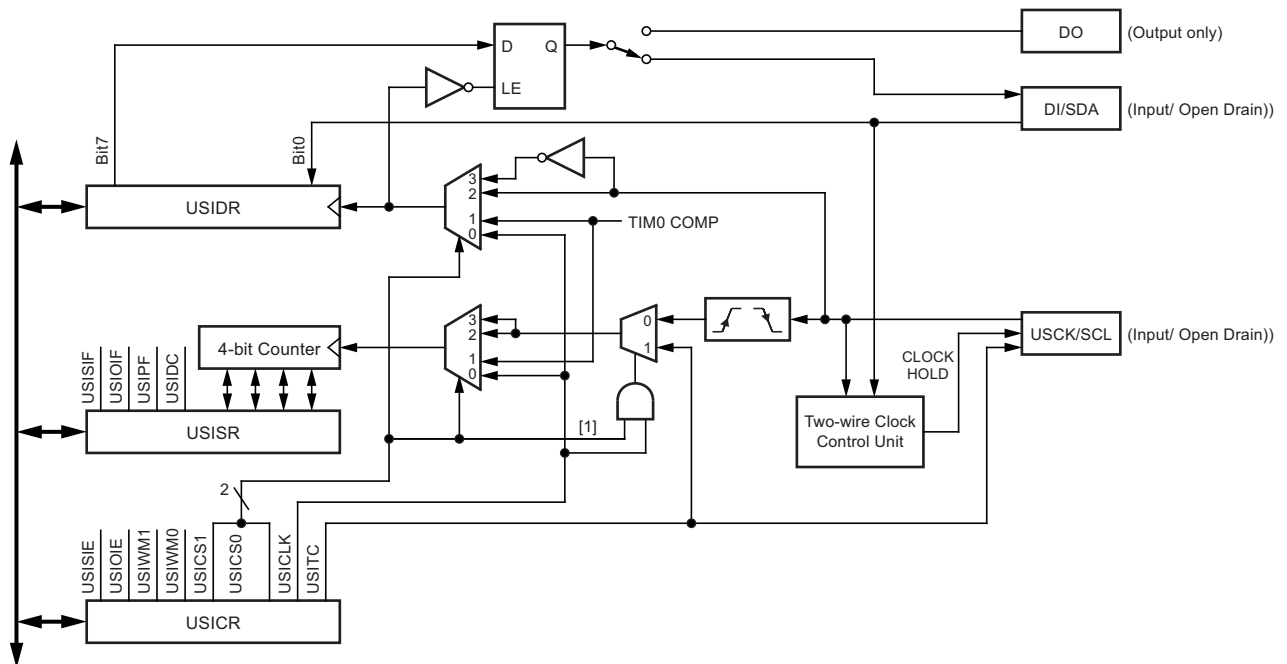 DO (Output only)
D Q
LE
DI/SDA (Input/ Open Drain))
Bit7
Bit0
3
2
1
0
USIDR
TIM0 COMP
3
2
1
0
0
1
USCK/SCL (Input/ Open Drain))
4-bit Counter
CLOCK
HOLD
USISIF
USIOIF
USIPF
USIDC
[1]
Two-wire Clock
Control Unit
USISR
2
USISIE
USIOIE
USIWM1
USIWM0
USICS1
USICS0
USICLK
USITC
USICR